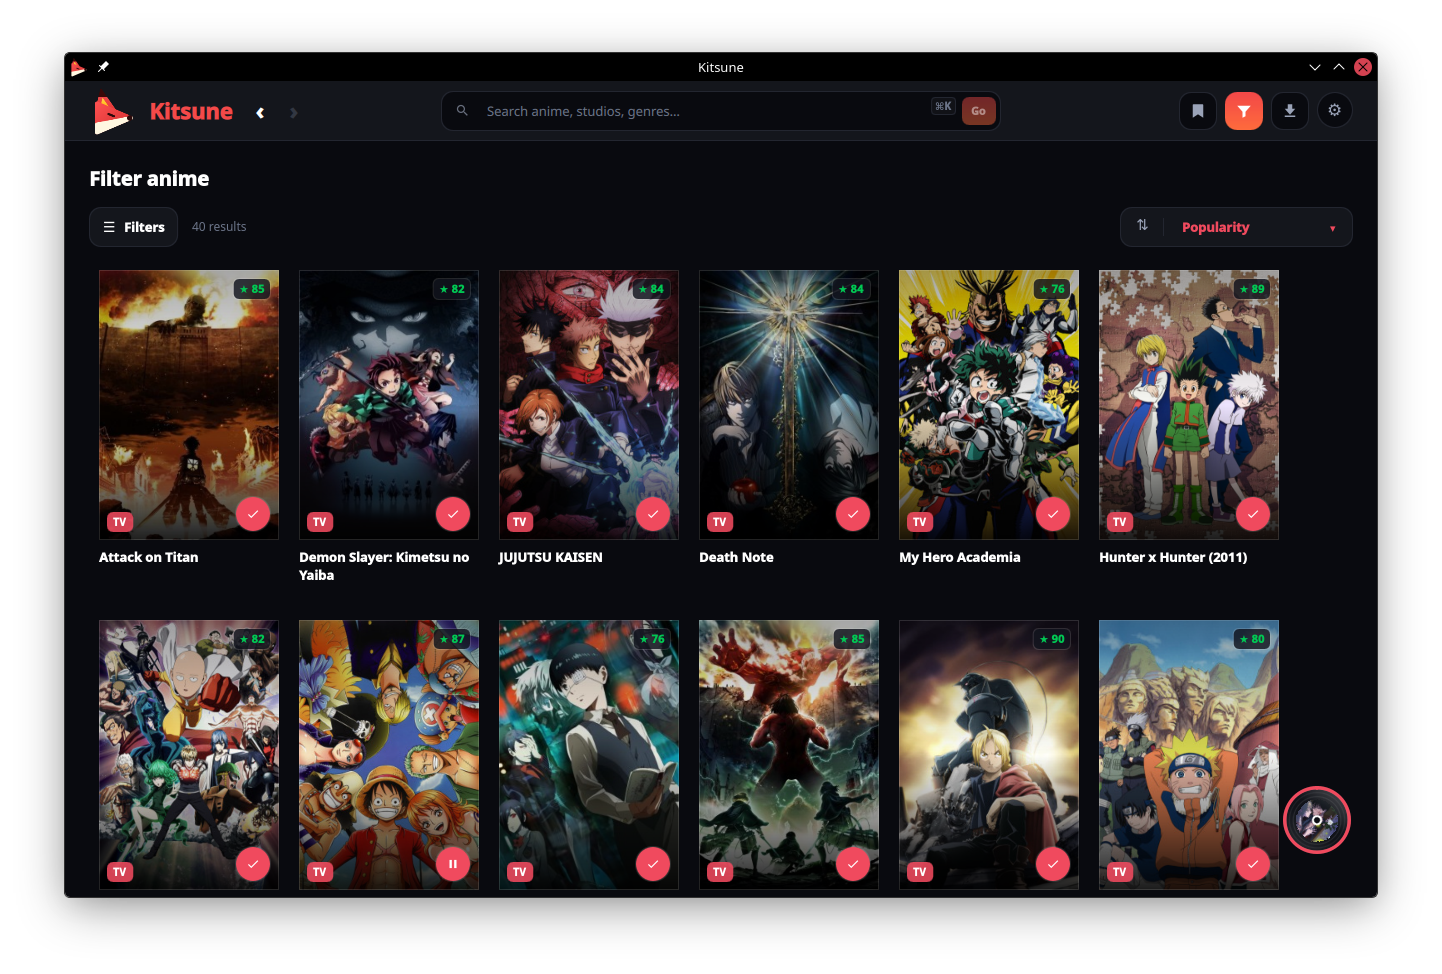 Kitsune
Kitsune
Search anime, studios, genres...
⌘K
Go
Filter anime
Filters
40 results
Popularity
★ 85
★ 82
★ 84
★ 84
★ 76
★ 89
TV
TV
TV
TV
TV
TV
Attack on Titan
Demon Slayer: Kimetsu no
Yaiba
JUJUTSU KAISEN
Death Note
My Hero Academia
Hunter x Hunter (2011)
★ 82
★ 87
★ 76
★ 85
★ 90
★ 80
TV
TV
TV
TV
TV
TV